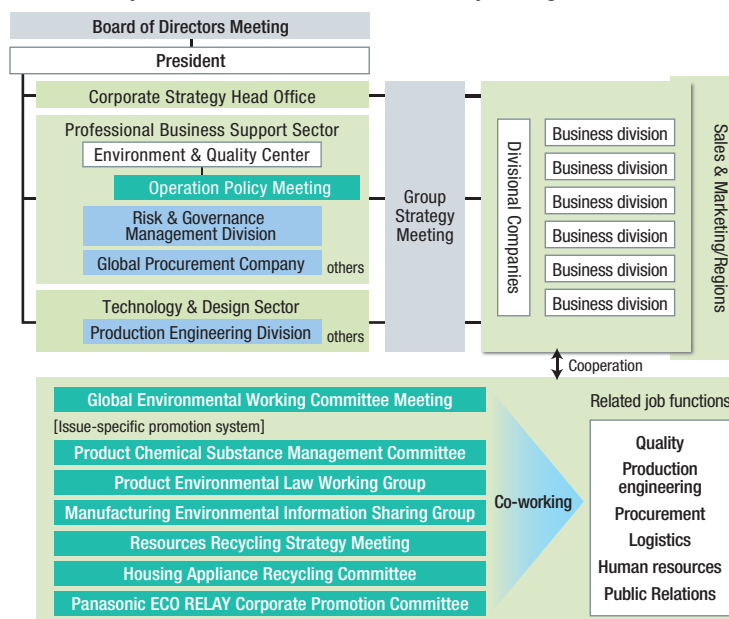 Board of Directors Meeting
President
Corporate Strategy Head Office
Professional Business Support Sector
Environment & Quality Center
Operation Policy Meeting
Risk & Governance
Management Division
Global Procurement Company
others
Technology & Design Sector
Production Engineering Division
others
Group
Strategy
Meeting
Divisional Companies
Business division
Business division
Business division
Business division
Business division
Business division
Sales & Marketing/Regions
Cooperation
Global Environmental Working Committee Meeting
[Issue-specific promotion system]
Product Chemical Substance Management Committee
Product Environmental Law Working Group
Manufacturing Environmental Information Sharing Group
Resources Recycling Strategy Meeting
Housing Appliance Recycling Committee
Panasonic ECO RELAY Corporate Promotion Committee
Co-working
Related job functions
Quality
Production
engineering
Procurement
Logistics
Human resources
Public Relations